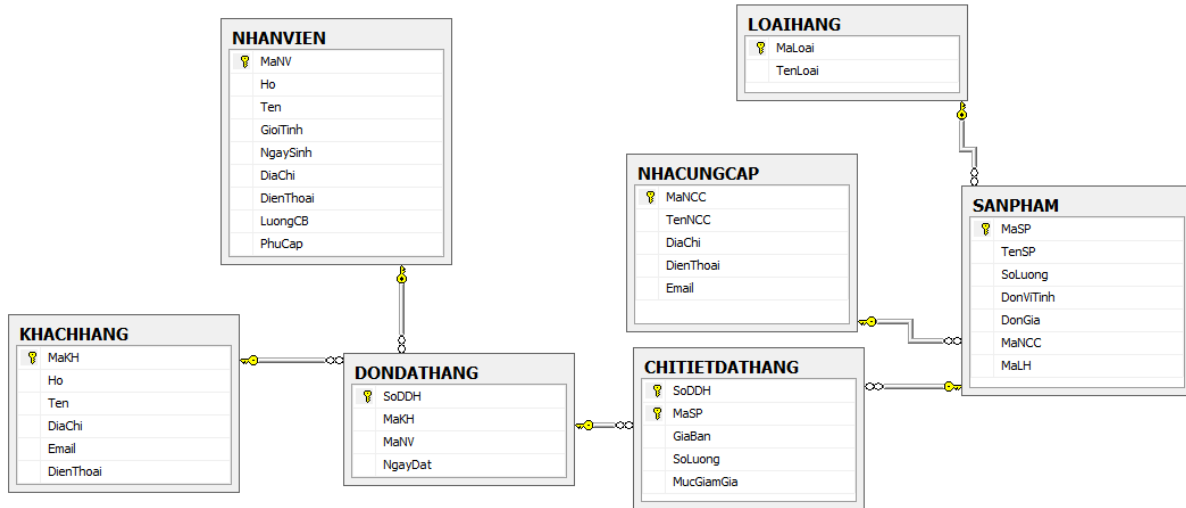 NHANVIEN
MaNV
Ho
Ten
GioiTinh
NgaySinh
DiaChi
DienThoai
LuongCB
PhuCap
LOAIHANG
MaLoai
TenLoai
NHACUNGCAP
MaNCC
TenNCC
DiaChi
DienThoai
Email
SANPHAM
MaSP
TenSP
SoLuong
DonViTinh
DonGia
MaNCC
MaLH
KHACHHANG
MaKH
Ho
Ten
DiaChi
Email
DienThoai
DONDATHANG
SoDDH
MaKH
MaNV
NgayDat
CHITIETDATHANG
SoDDH
MaSP
GiaBan
SoLuong
MucGiamGia